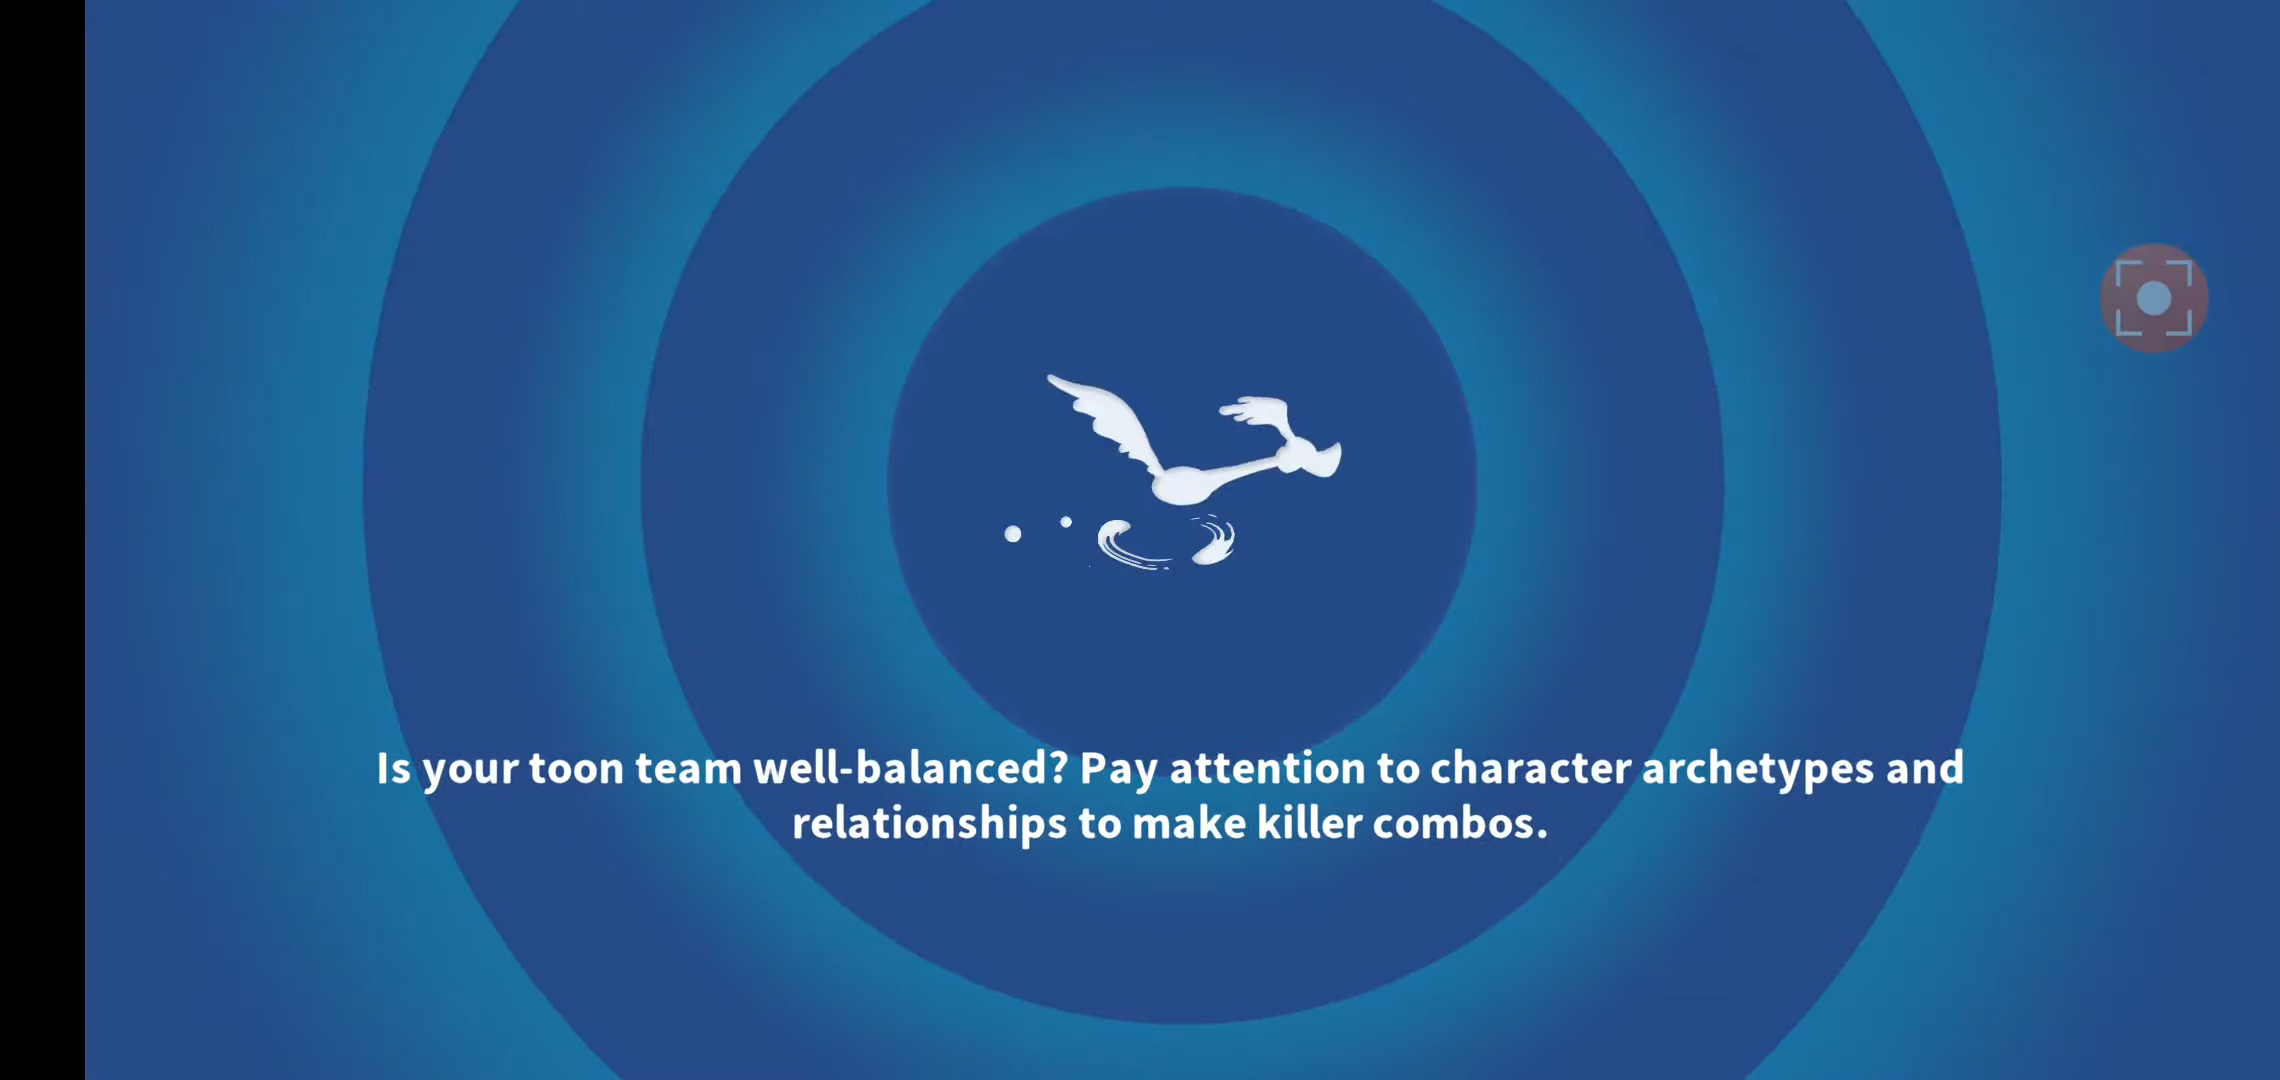 Is your toon team well-balanced? Pay attention to character archetypes and
relationships to make killer combos.